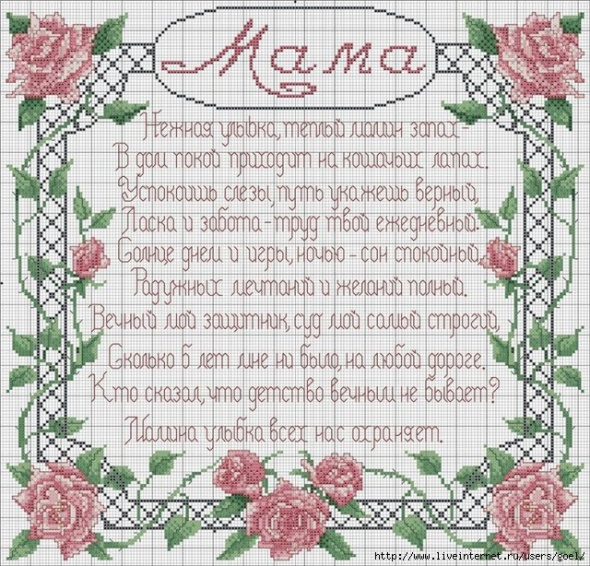 Мама
Нежная улыбка, теплый мамин запах-
В дом покой приходит на кошачьих лапах.
Успокоишь слезы, путь укажешь верный,
Ласка и забота-труд твой ежедневный.
Солнце днем и игры, ночью-сон спокойный,
Радужных мечтаний и желаний полный.
Вечный мой защитник, суд мой самый строгий,
Сколько б лет мне ни было, на любой дороге.
Кто сказал, что детство вечным не бывает?
Мамина улыбка всех нас охраняет.
http://www.liveinternet.ru/users/goel/